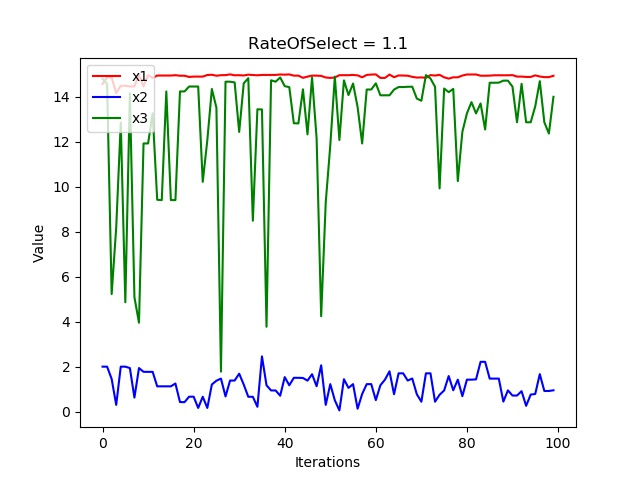 RateOfSelect = 1.1
x1
x2
x3
Value
14
12
10
8
6
4
2
0
0 20 40 60 80 100
Iterations